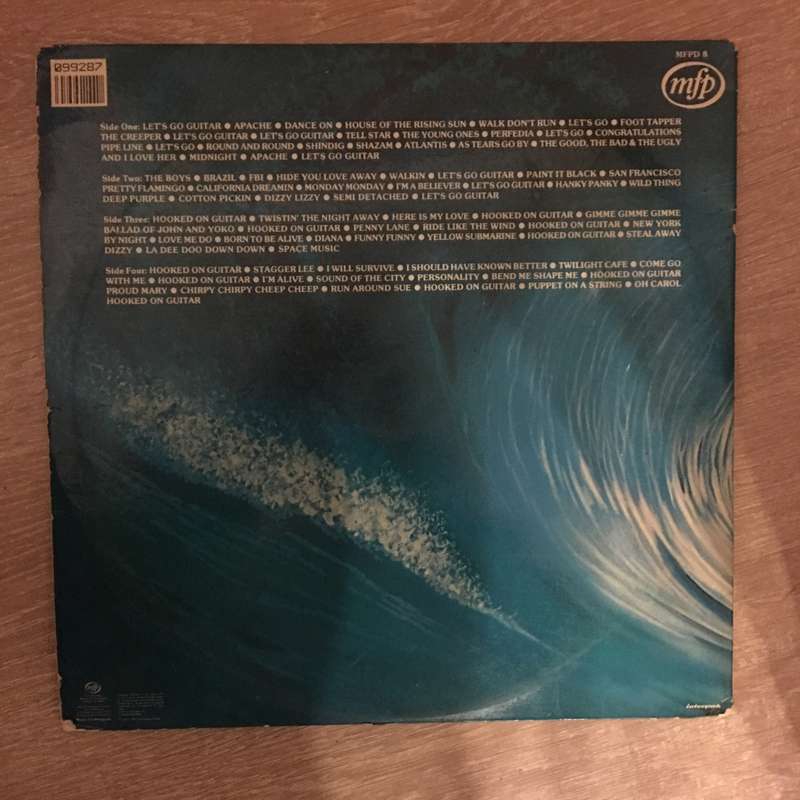 099287
MFPD 8
mfp
Side One: LET'S GO GUITAR ● APACHE ● DANCE ON ● HOUSE OF THE RISING SUN ● WALK DON'T RUN ● LET'S GO ● FOOT TAPPER
THE CREEPER ● LET'S GO GUITAR ● LET'S GO GUITAR ● TELL STAR ● THE YOUNG ONES ● PERFEDIA ● LET'S GO ● CONGRATULATIONS
PIPE LINE ● LET'S GO ● ROUND AND ROUND ● SHINDIG ● SHAZAM ● ATLANTIS ● AS TEARS GO BY ● THE GOOD, THE BAD & THE UGLY
AND I LOVE HER ● MIDNIGHT ● APACHE ● LET'S GO GUITAR
Side Two: THE BOYS ● BRAZIL ● FBI ● HIDE YOU LOVE AWAY ● WALKIN ● LET'S GO GUITAR ● PAINT IT BLACK ● SAN FRANCISCO
PRETTY FLAMINGO ● CALIFORNIA DREAMIN ● MONDAY MONDAY ● I'M A BELIEVER ● LET'S GO GUITAR ● HANKY PANKY ● WILD THING
DEEP PURPLE ● COTTON PICKIN ● DIZZY LIZZY ● SEMI DETACHED ● LET'S GO GUITAR
Side Three: HOOKED ON GUITAR ● TWISTIN' THE NIGHT AWAY ● HERE IS MY LOVE ● HOOKED ON GUITAR ● GIMME GIMME GIMME
BALLAD OF JOHN AND YOKO ● HOOKED ON GUITAR ● PENNY LANE ● RIDE LIKE THE WIND ● HOOKED ON GUITAR ● NEW YORK
BY NIGHT ● LOVE ME DO ● BORN TO BE ALIVE ● DIANA ● FUNNY FUNNY ● YELLOW SUBMARINE ● HOOKED ON GUITAR ● STEAL AWAY
DIZZY ● LA DEE DOO DOWN DOWN ● SPACE MUSIC
Side Four: HOOKED ON GUITAR ● STAGGER LEE ● I WILL SURVIVE ● I SHOULD HAVE KNOWN BETTER ● TWILIGHT CAFE ● COME GO
WITH ME ● HOOKED ON GUITAR ● I'M ALIVE ● SOUND OF THE CITY ● PERSONALITY ● BEND ME SHAPE ME ● HOOKED ON GUITAR
PROUD MARY ● CHIRPY CHIRPY CHEEP CHEEP ● RUN AROUND SUE ● HOOKED ON GUITAR ● PUPPET ON A STRING ● OH CAROL
HOOKED ON GUITAR
mfp
interpak